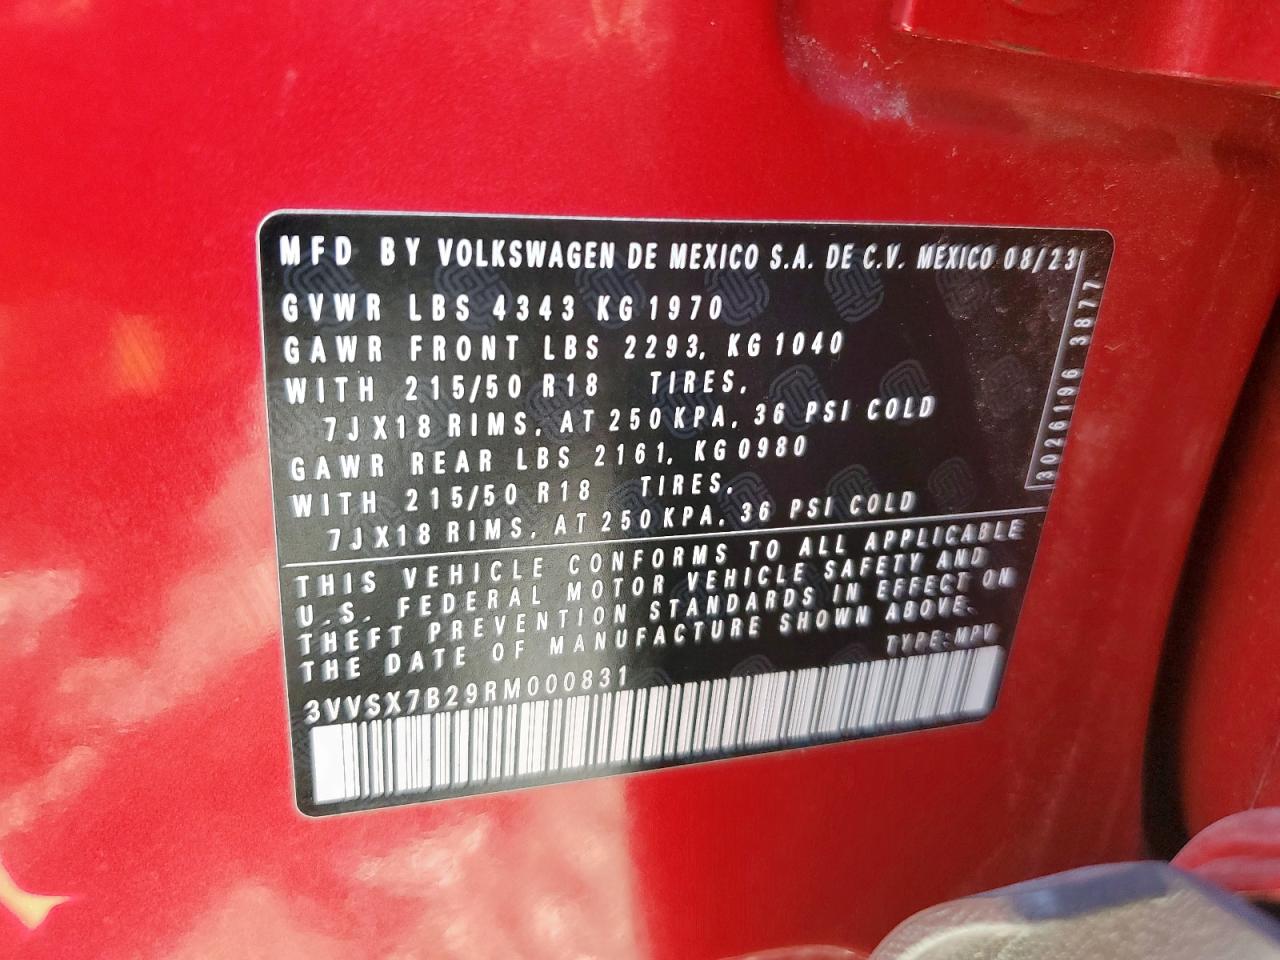 MFD BY VOLKSWAGEN DE MEXICO S.A. DE C.V. MEXICO 08/23
GVWR LBS 4343 KG 1970
GAWR FRONT LBS 2293, KG 1040
WITH 215/50 R18 TIRES,
7JX18 RIMS, AT 250 KPA, 36 PSI COLD
GAWR REAR LBS 2161, KG 0980
WITH 215/50 R18 TIRES,
7JX18 RIMS, AT 250 KPA, 36 PSI COLD
3026196 3877
THIS VEHICLE CONFORMS TO ALL APPLICABLE
U.S. FEDERAL MOTOR VEHICLE SAFETY AND
THEFT PREVENTION STANDARDS IN EFFECT ON
THE DATE OF MANUFACTURE SHOWN ABOVE.
TYPE: MPV
3VVSX7B29RM000831